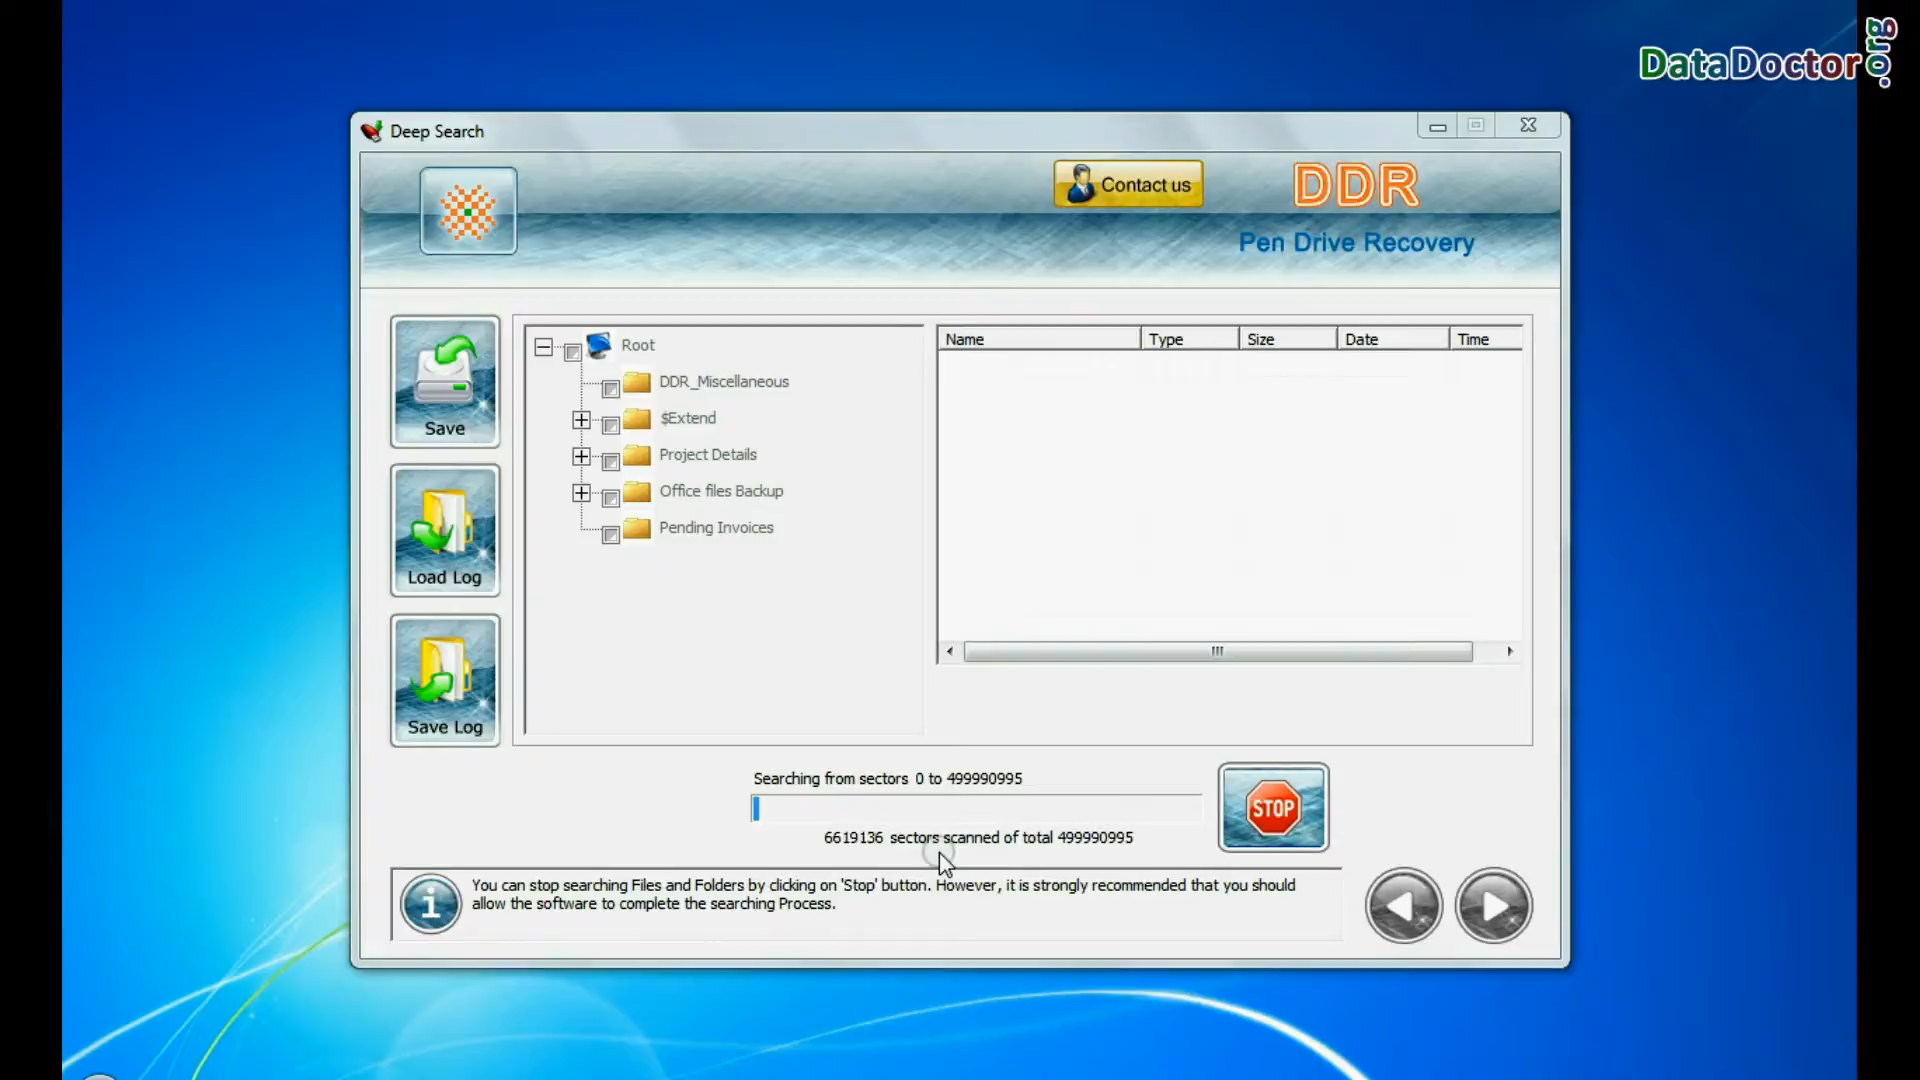 DataDoctor.org
Deep Search
Contact us
DDR
Pen Drive Recovery
Save
Load Log
Save Log
Root
DDR_Miscellaneous
$Extend
Project Details
Office files Backup
Pending Invoices
Name Type Size Date Time
Searching from sectors 0 to 499990995
6619136 sectors scanned of total 499990995
STOP
You can stop searching Files and Folders by clicking on 'Stop' button. However, it is strongly recommended that you should
allow the software to complete the searching Process.